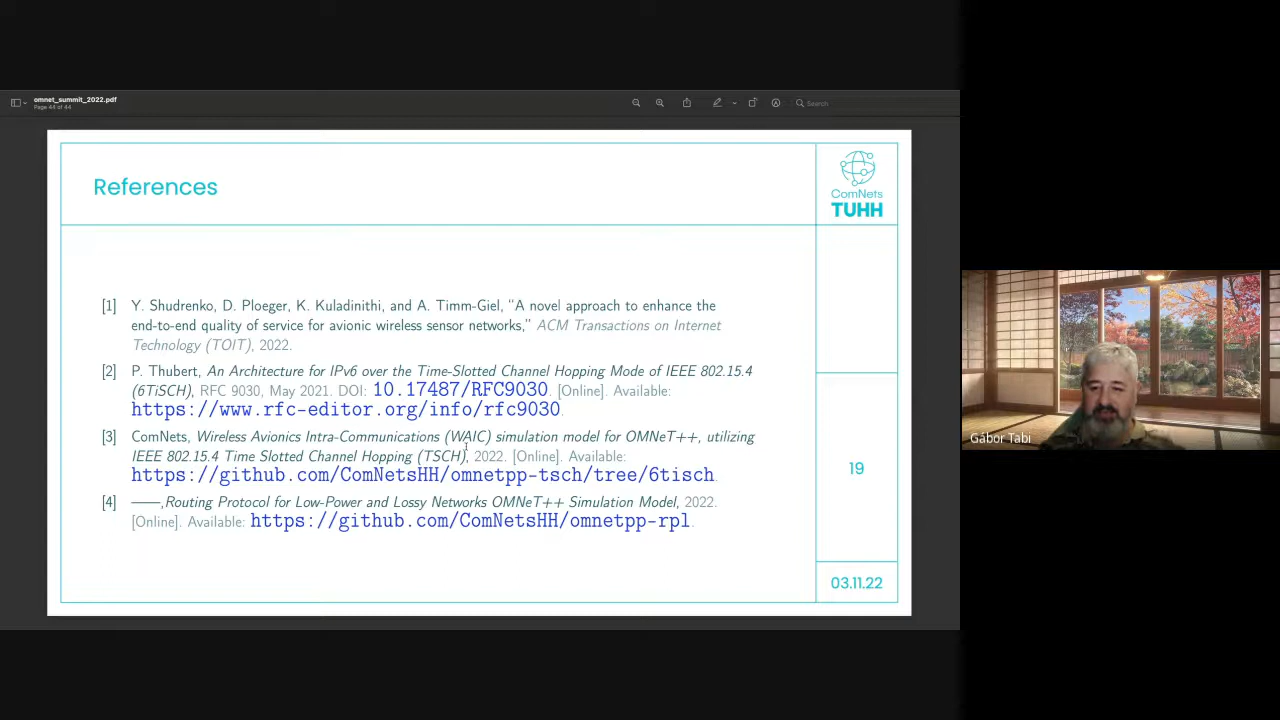 omnet_summit_2022.pdf
Page 44 of 44
Search
References
ComNets
TUHH
[1] Y. Shudrenko, D. Ploeger, K. Kuladinithi, and A. Timm-Giel, “A novel approach to enhance the
end-to-end quality of service for avionic wireless sensor networks,” ACM Transactions on Internet
Technology (TOIT), 2022.
[2] P. Thubert, An Architecture for IPv6 over the Time-Slotted Channel Hopping Mode of IEEE 802.15.4
(6TiSCH), RFC 9030, May 2021. DOI: 10.17487/RFC9030. [Online]. Available:
https://www.rfc-editor.org/info/rfc9030.
[3] ComNets, Wireless Avionics Intra-Communications (WAIC) simulation model for OMNeT++, utilizing
IEEE 802.15.4 Time Slotted Channel Hopping (TSCH), 2022. [Online]. Available:
https://github.com/ComNetsHH/omnetpp-tsch/tree/6tisch.
[4] ——,Routing Protocol for Low-Power and Lossy Networks OMNeT++ Simulation Model, 2022.
[Online]. Available: https://github.com/ComNetsHH/omnetpp-rpl.
19
03.11.22
Gábor Tabi